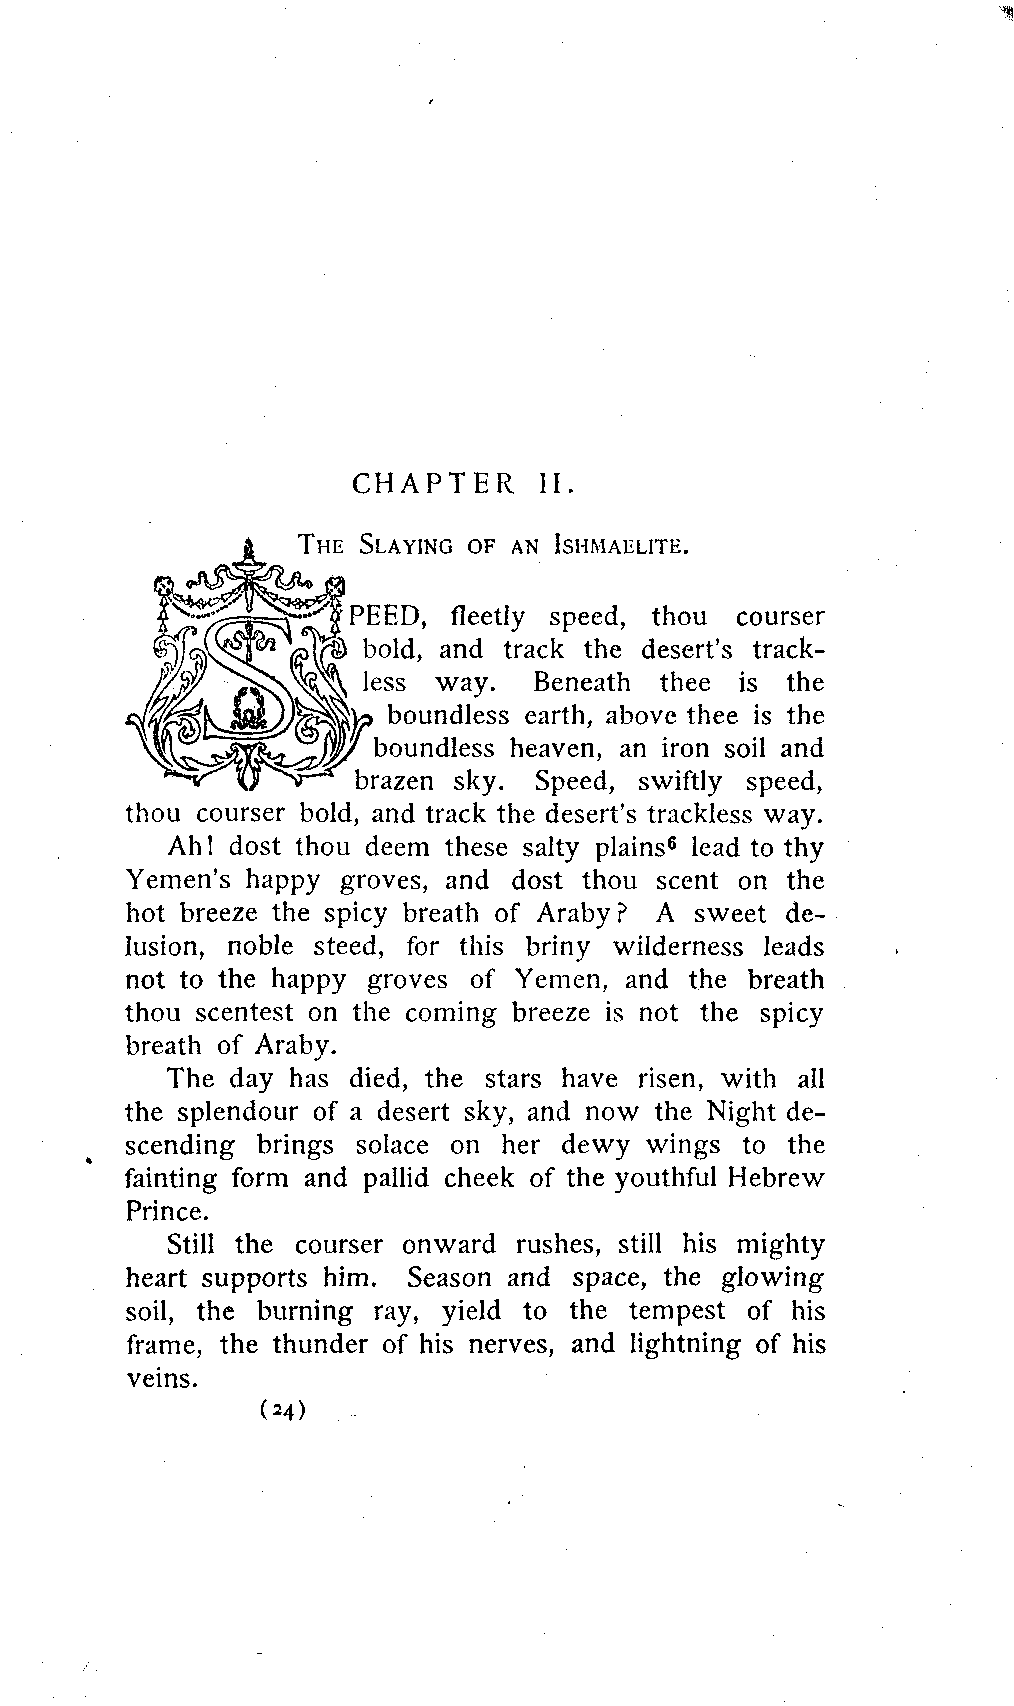 CHAPTER II.
THE SLAYING OF AN ISHMAELITE.
SPEED, fleetly speed, thou courser
bold, and track the desert's track-
less way. Beneath thee is the
boundless earth, above thee is the
boundless heaven, an iron soil and
brazen sky. Speed, swiftly speed,
thou courser bold, and track the desert's trackless way.
Ah! dost thou deem these salty plains⁶ lead to thy
Yemen's happy groves, and dost thou scent on the
hot breeze the spicy breath of Araby? A sweet de-
lusion, noble steed, for this briny wilderness leads
not to the happy groves of Yemen, and the breath
thou scentest on the coming breeze is not the spicy
breath of Araby.
The day has died, the stars have risen, with all
the splendour of a desert sky, and now the Night de-
scending brings solace on her dewy wings to the
fainting form and pallid cheek of the youthful Hebrew
Prince.
Still the courser onward rushes, still his mighty
heart supports him. Season and space, the glowing
soil, the burning ray, yield to the tempest of his
frame, the thunder of his nerves, and lightning of his
veins.
(24)